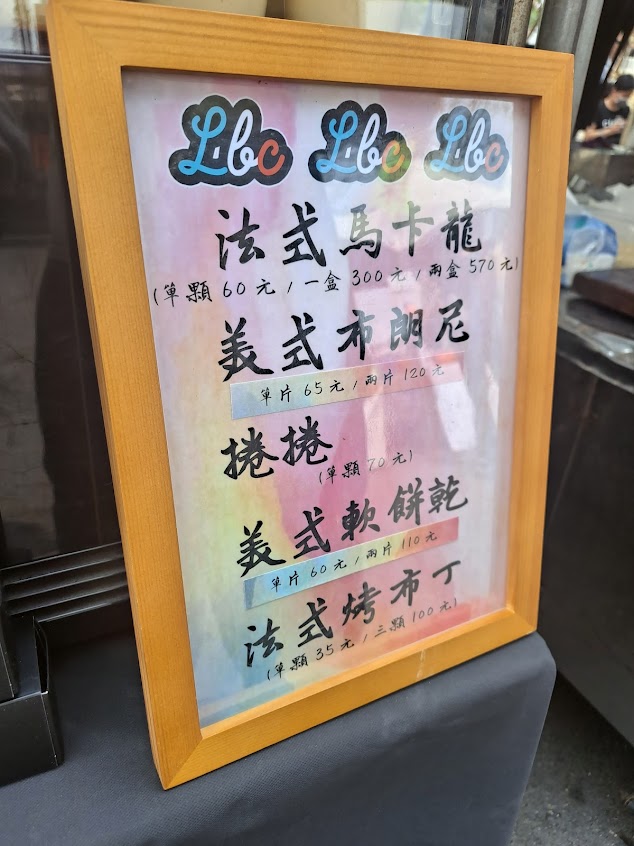 Lbc Lbc Lbc
法式馬卡龍
(單顆60元/一盒300元/兩盒570元)
美式布朗尼
單片65元/兩片120元
捲捲
(單顆70元)
美式軟餅乾
單片60元/兩片110元
法式烤布丁
(單顆35元/三顆100元)